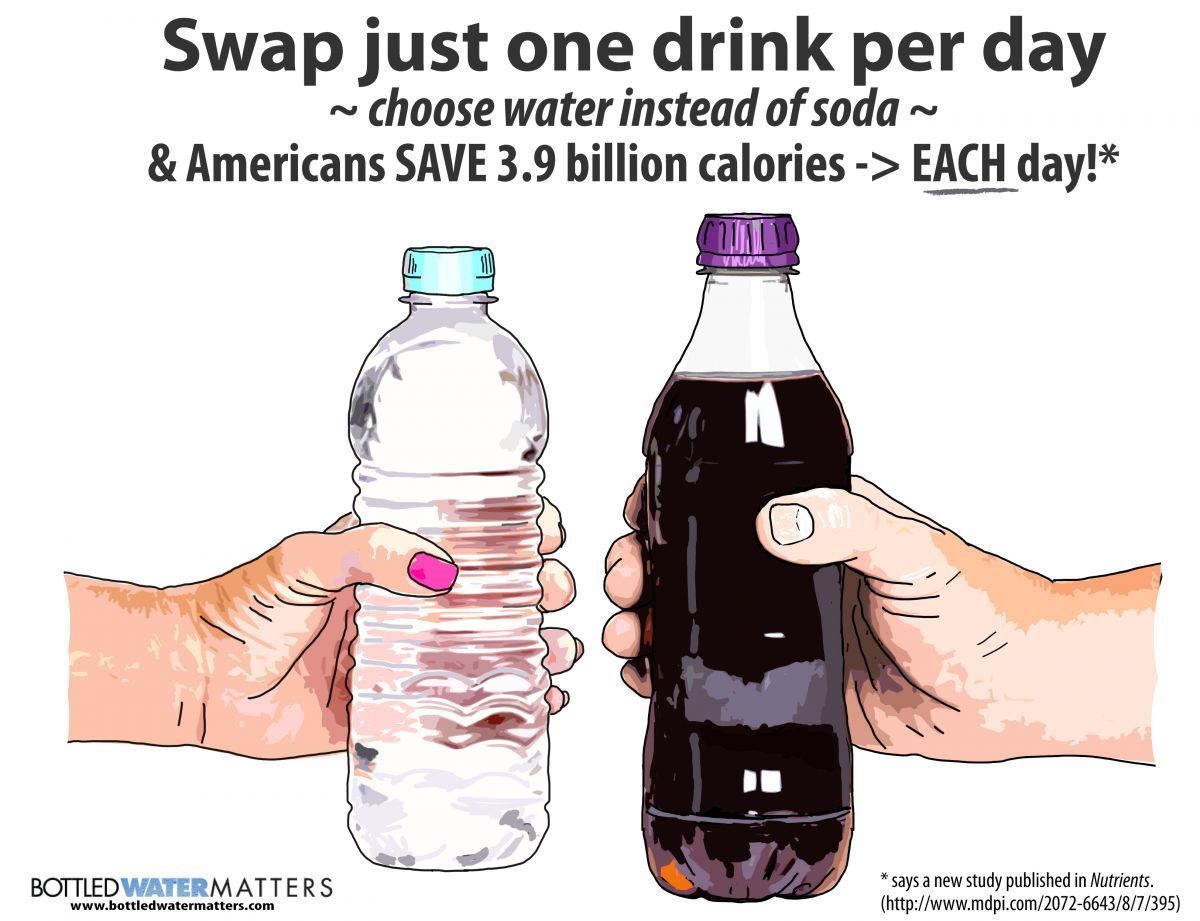 Swap just one drink per day
~ choose water instead of soda ~
& Americans SAVE 3.9 billion calories -> EACH day!*
BOTTLEDWATERMATTERS
www.bottledwatermatters.com
* says a new study published in Nutrients.
(http://www.mdpi.com/2072-6643/8/7/395)